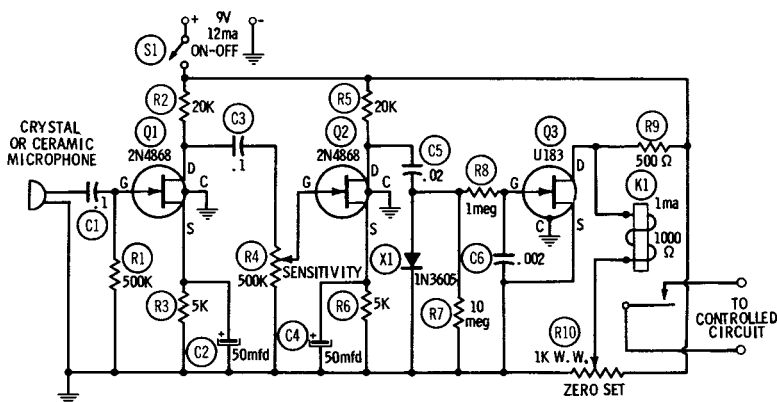 + 9V -
12ma
S1 ON-OFF
R2 20K
R5 20K
Q1
2N4868
C3
.1
Q2
2N4868
C5
.02
Q3
U183
R9
500 Ω
R8
1meg
K1
1ma
1000
Ω
CRYSTAL
OR CERAMIC
MICROPHONE
G D C S
G D C S
G D C S
.1
C1
R1
500K
R4
500K
SENSITIVITY
X1
1N3605
C6
.002
R3 5K
R6 5K
R7
10
meg
+
C2
50mfd
C4
+
50mfd
R10
1K W.W.
ZERO SET
TO
CONTROLLED
CIRCUIT